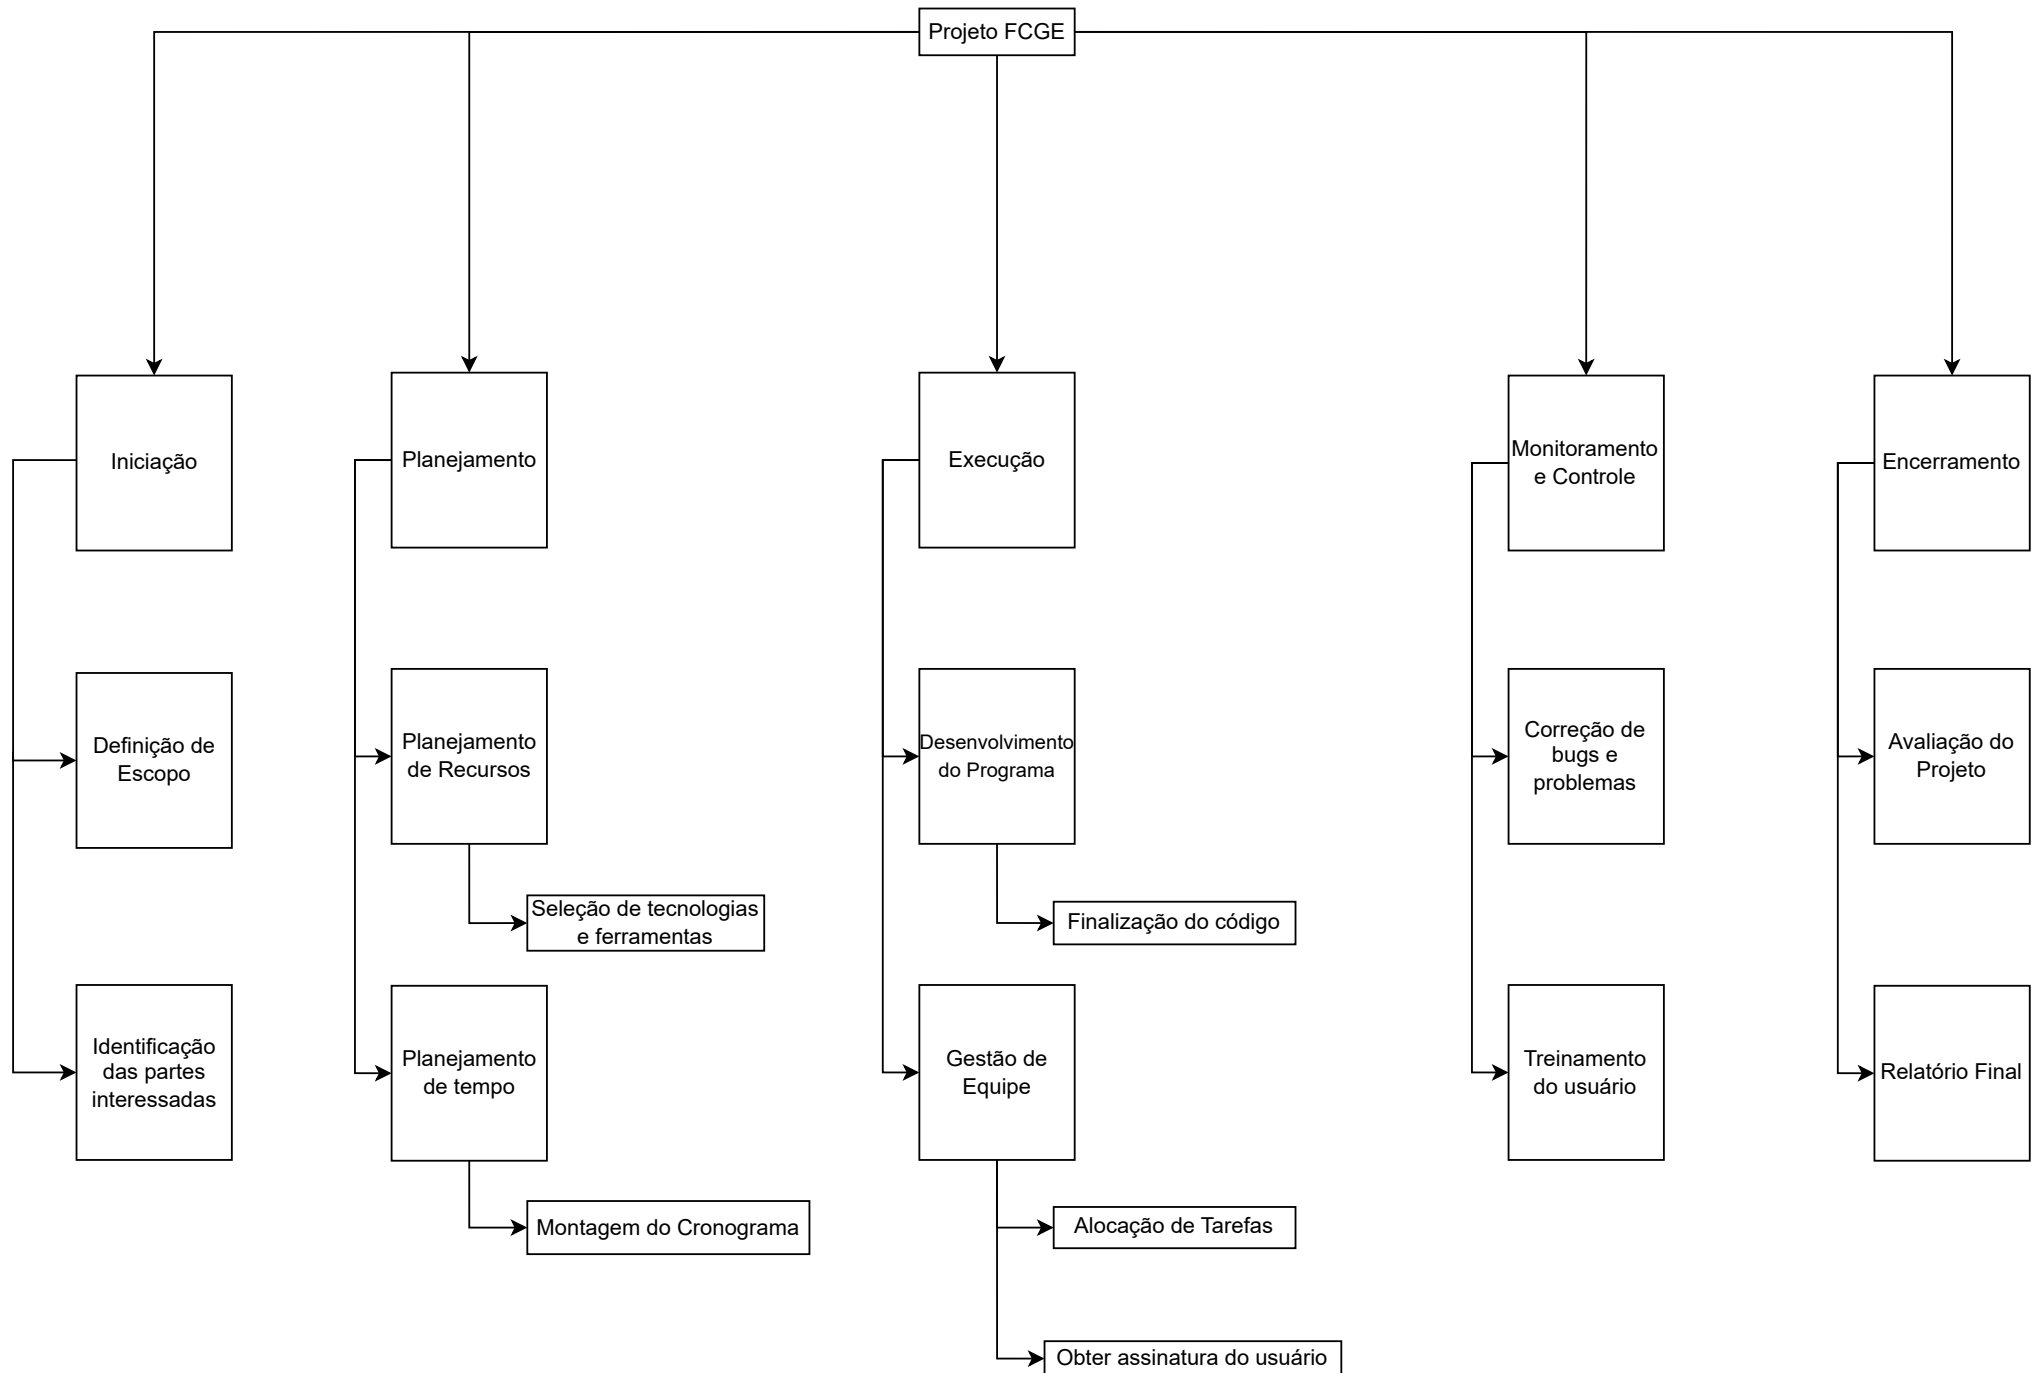 Projeto FCGE
Iniciação
Planejamento
Execução
Monitoramento
e Controle
Encerramento
Definição de
Escopo
Planejamento
de Recursos
Desenvolvimento
do Programa
Correção de
bugs e
problemas
Avaliação do
Projeto
Seleção de tecnologias
e ferramentas
Finalização do código
Identificação
das partes
interessadas
Planejamento
de tempo
Gestão de
Equipe
Treinamento
do usuário
Relatório Final
Montagem do Cronograma
Alocação de Tarefas
Obter assinatura do usuário